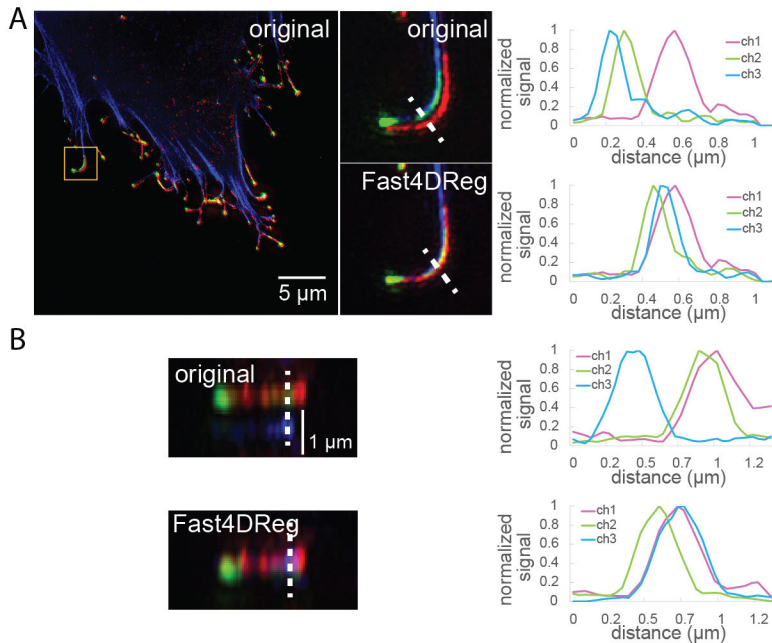 A
original
5 µm
original
Fast4DReg
normalized
signal
1
0.8
0.6
0.4
0.2
0
ch1
ch2
ch3
0 0.2 0.4 0.6 0.8 1
distance (µm)
normalized
signal
1
0.8
0.6
0.4
0.2
0
ch1
ch2
ch3
0 0.2 0.4 0.6 0.8 1
distance (µm)
B
original
1 µm
normalized
signal
1
0.8
0.6
0.4
0.2
0
ch1
ch2
ch3
0 0.2 0.5 0.7 1 1.2
distance (µm)
Fast4DReg
normalized
signal
1
0.8
0.6
0.4
0.2
0
ch1
ch2
ch3
0 0.2 0.5 0.7 1 1.2
distance (µm)